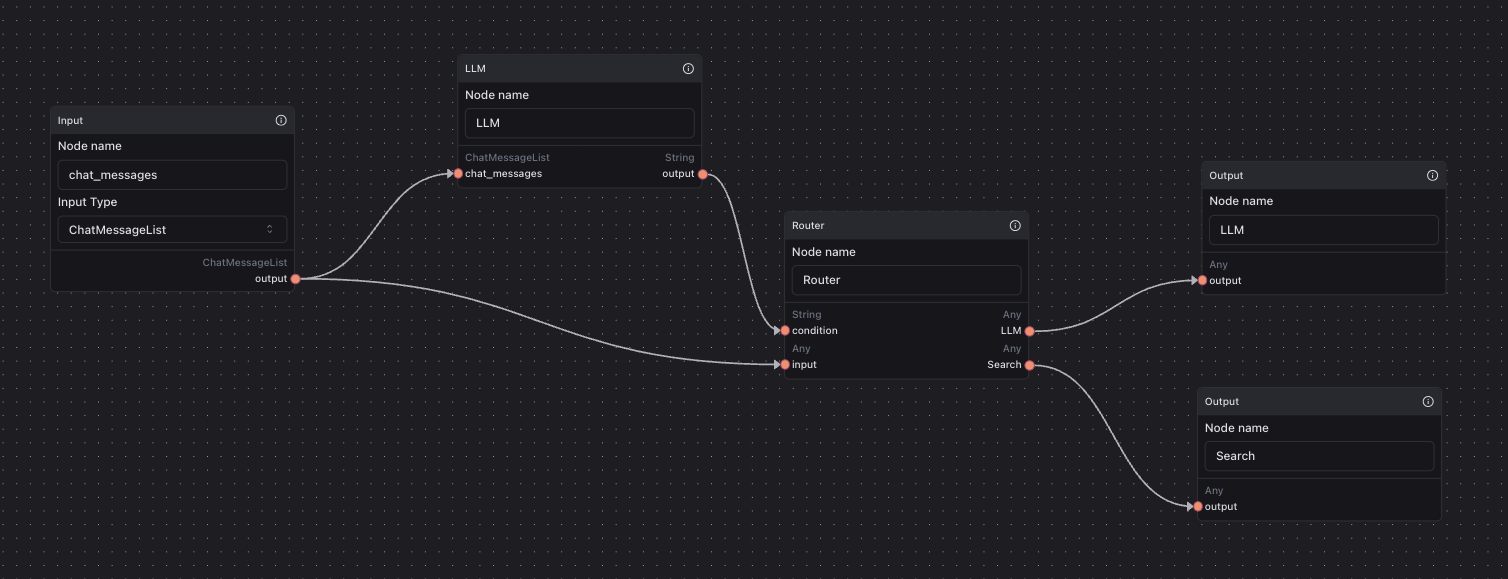 Input
Node name
chat_messages
Input Type
ChatMessageList
ChatMessageList
output
LLM
Node name
LLM
ChatMessageList String
chat_messages output
Router
Node name
Router
String Any
condition LLM
Any Any
input Search
Output
Node name
LLM
Any
output
Output
Node name
Search
Any
output